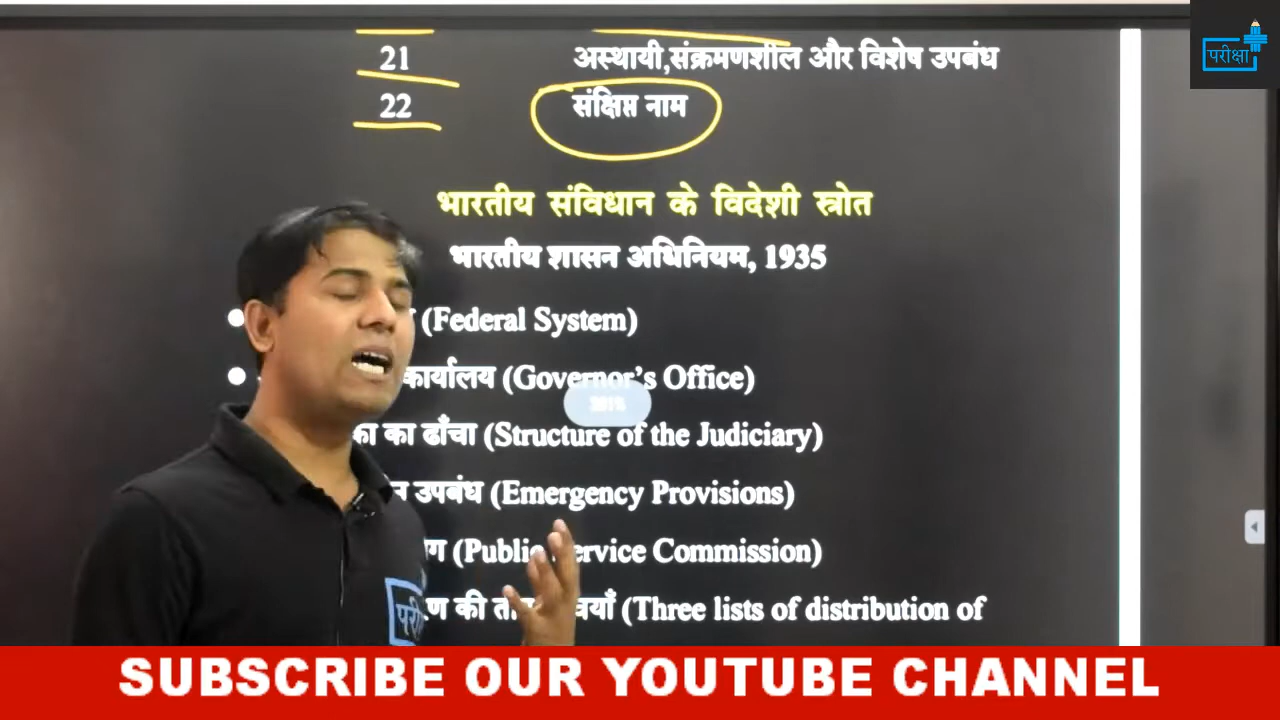 परीक्षा
21 अस्थायी,संक्रमणशील और विशेष उपबंध
22 संक्षिप्त नाम
भारतीय संविधान के विदेशी स्रोत
भारतीय शासन अधिनियम, 1935
(Federal System)
कार्यालय (Governor's Office)
का ढाँचा (Structure of the Judiciary)
उपबंध (Emergency Provisions)
(Public Service Commission)
की (Three lists of distribution of
SUBSCRIBE OUR YOUTUBE CHANNEL